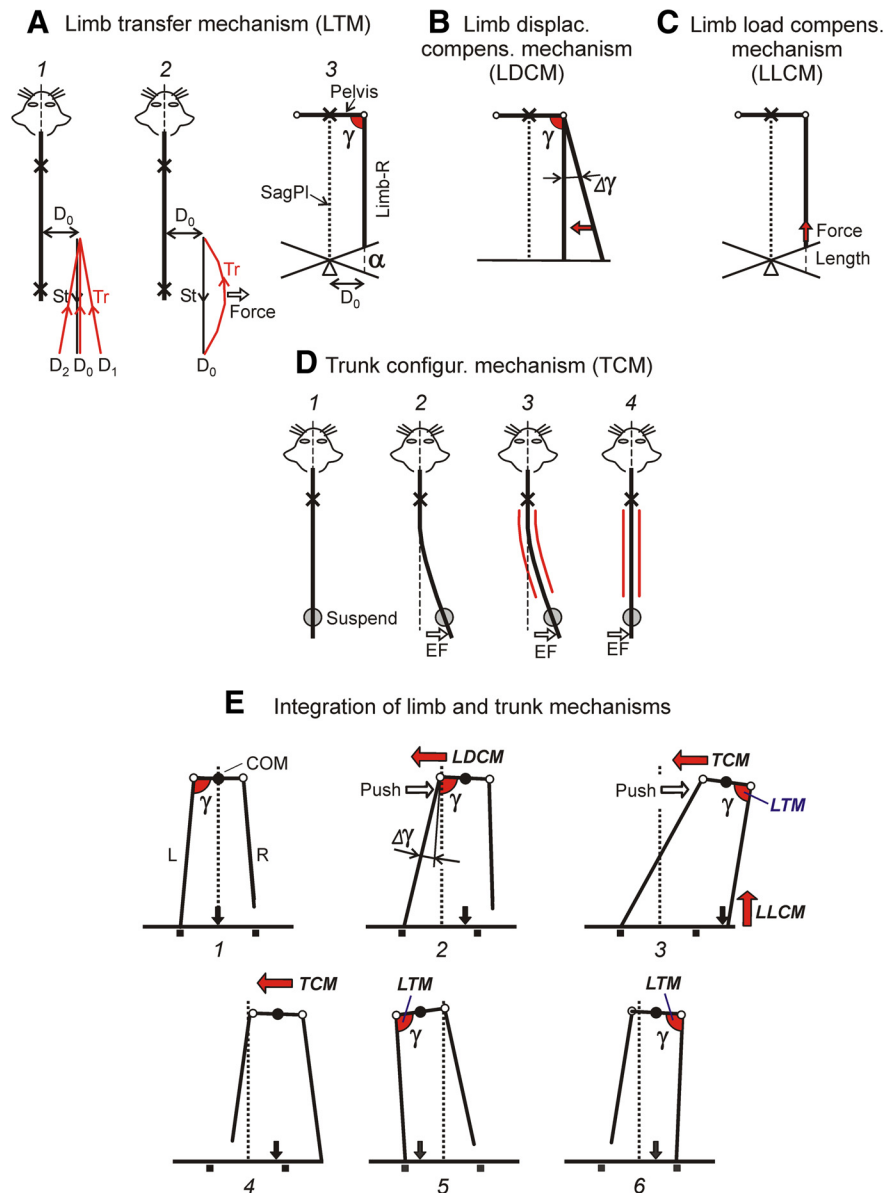 A Limb transfer mechanism (LTM)
1
2
3
Pelvis
γ
SagPl
Limb-R
α
D0
D0
St
Tr
D2 D0 D1
D0
St
Tr
Force
D0
B Limb displac.
compens. mechanism
(LDCM)
γ
Δγ
C Limb load compens.
mechanism
(LLCM)
Force
Length
D Trunk configur. mechanism (TCM)
1
2
3
4
Suspend
EF
EF
EF
E Integration of limb and trunk mechanisms
COM
γ
L
R
1
LDCM
Push
γ
Δγ
2
TCM
Push
γ
LTM
LLCM
3
TCM
4
LTM
γ
5
LTM
γ
6